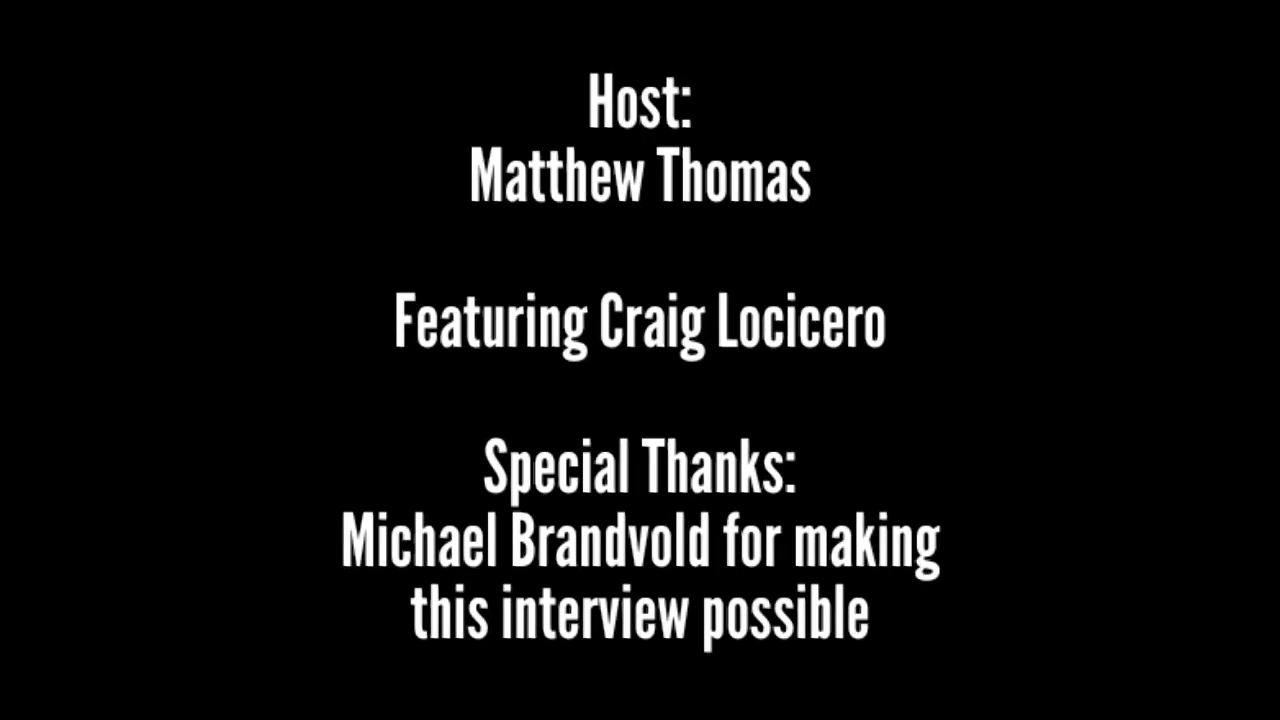 Host:
Matthew Thomas
Featuring Craig Locicero
Special Thanks:
Michael Brandvold for making
this interview possible